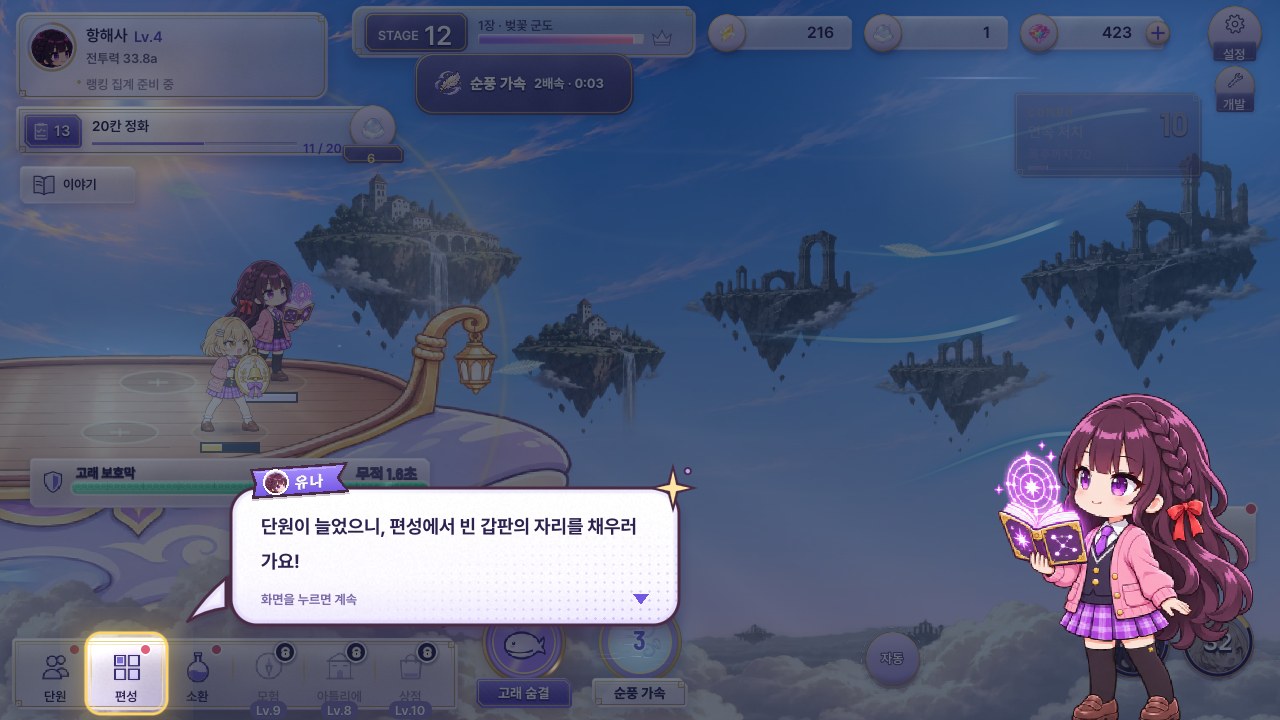 항해사 Lv.4
전투력 33.8a
* 랭킹 집계 준비 중
STAGE 12
1장 · 벚꽃 군도
216
1
423
설정
순풍 가속 2배속 · 0:03
개발
10
13
20칸 정화
11 / 20
6
이야기
고래 보호막
무적 1.6초
유나
단원이 늘었으니, 편성에서 빈 갑판의 자리를 채우러
가요!
화면을 누르면 계속
단원
편성
소환
모험
Lv.9
아틀리에
Lv.8
상점
Lv.10
고래 숨결
3
순풍 가속
자동
52